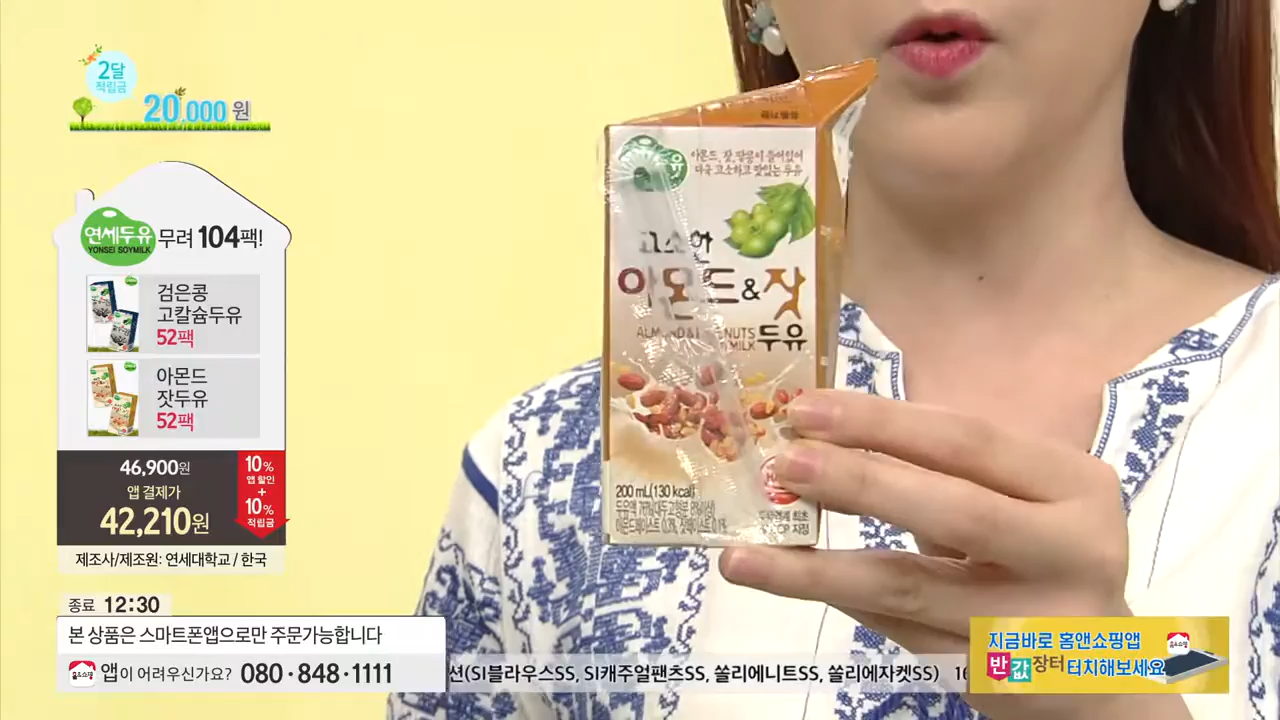 2달
적립금
20,000 원
연세두유
YONSEI SOYMILK
무려 104팩!
검은콩
고칼슘두유
52팩
아몬드
잣두유
52팩
46,900원
앱 결제가
42,210원
10%
앱 할인
+
10%
적립금
제조사/제조원: 연세대학교 / 한국
종료 12:30
본 상품은 스마트폰앱으로만 주문가능합니다
홈&쇼핑
앱이 어려우신가요? 080·848·1111
선(SI블라우스SS, SI캐주얼팬츠SS, 쏠리에니트SS, 쏠리에자켓SS) 16
지금바로 홈앤쇼핑앱
반값장터 터치해보세요
아몬드, 잣, 땅콩이 들어있어
더욱 고소하고 맛있는 두유
고소한
아몬드&잣
두유
200 mL(130 kcal)